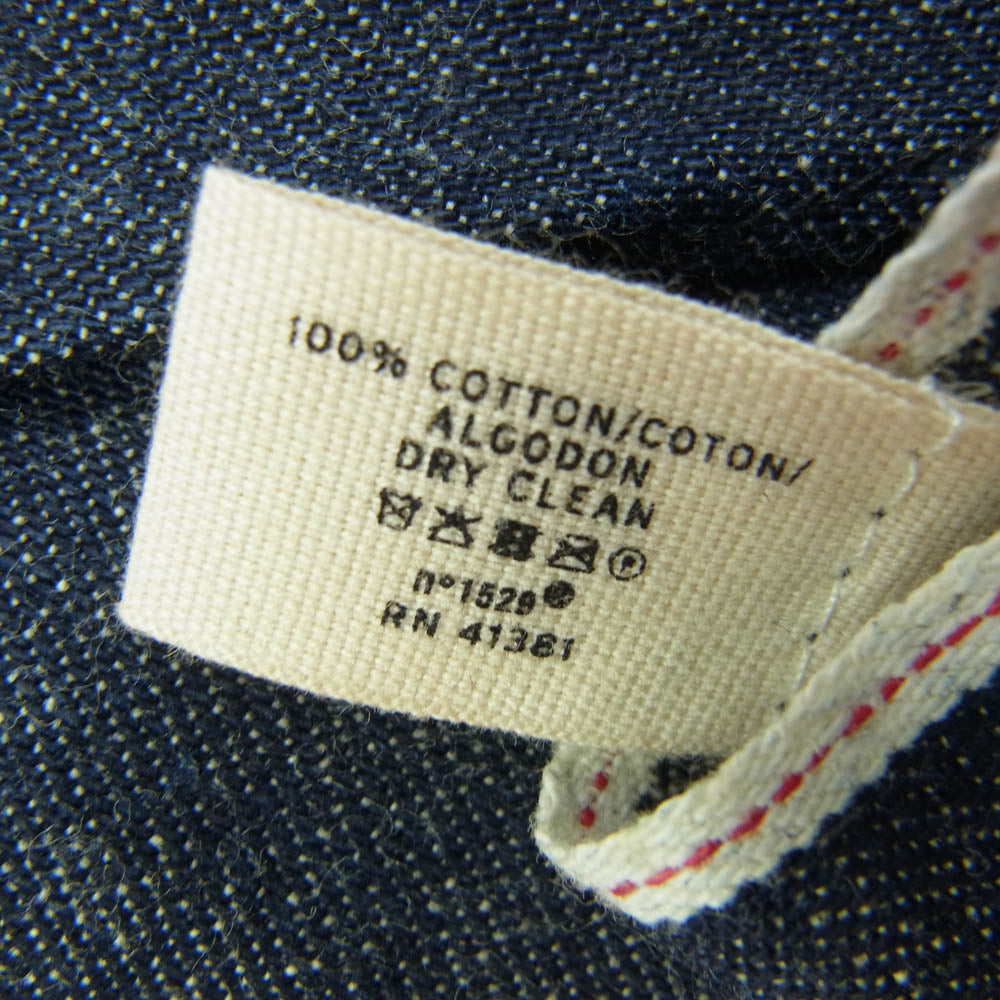 100% COTTON/COTON/
ALGODON
DRY CLEAN
P
n°1529
RN 41381